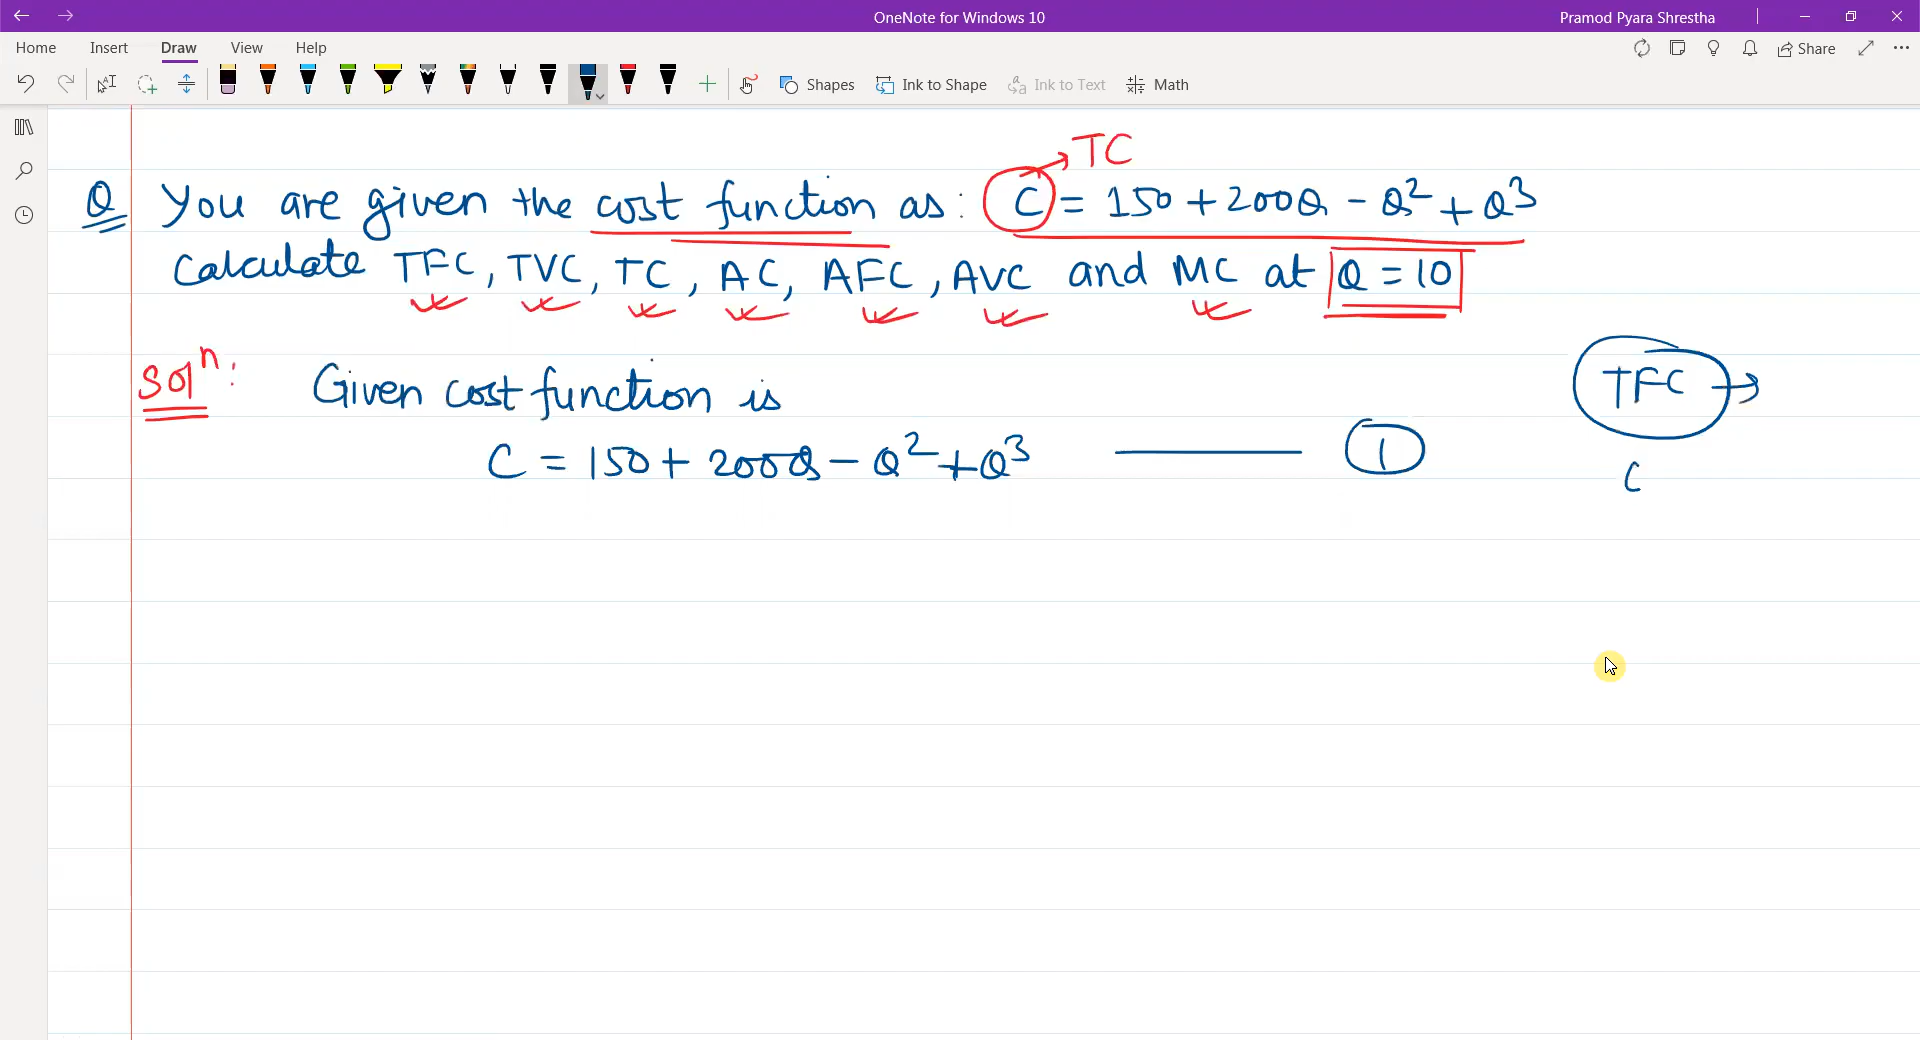 OneNote for Windows 10
Pramod Pyara Shrestha
Home Insert Draw View Help
Share
Shapes Ink to Shape Ink to Text Math
TC
Q You are given the cost function as: C = 150 + 200Q - Q² + Q³
calculate TFC, TVC, TC, AC, AFC, AVC and MC at Q = 10
Solⁿ: Given cost function is
TFC →
C = 150 + 200Q - Q² + Q³ 1
C